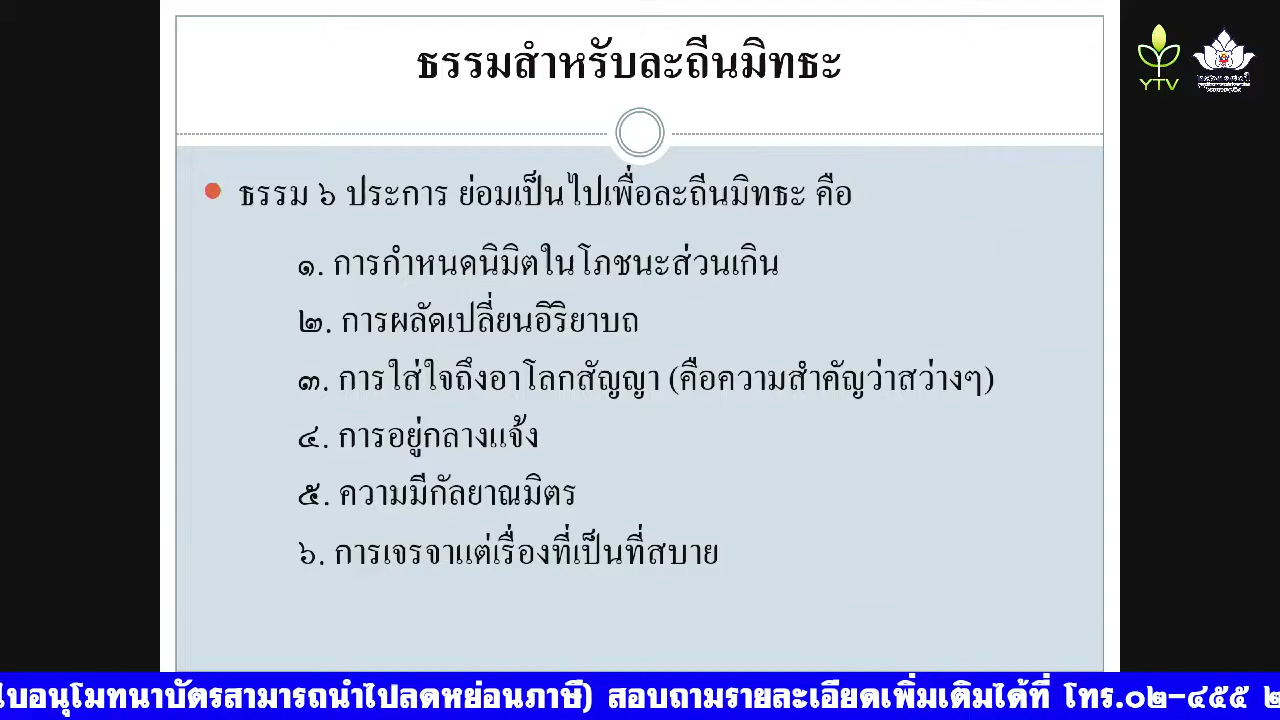 ธรรมสำหรับละถีนมิทธะ
YTV
ธรรม ๖ ประการ ย่อมเป็นไปเพื่อละถีนมิทธะ คือ
๑. การกำหนดนิมิตในโภชนะส่วนเกิน
๒. การผลัดเปลี่ยนอิริยาบถ
๓. การใส่ใจถึงอาโลกสัญญา (คือความสำคัญว่าสว่างๆ)
๔. การอยู่กลางแจ้ง
๕. ความมีกัลยาณมิตร
๖. การเจรจาแต่เรื่องที่เป็นที่สบาย
ใบอนุโมทนาบัตรสามารถนำไปลดหย่อนภาษี) สอบถามรายละเอียดเพิ่มเติมได้ที่ โทร.๐๒-๔๕๕